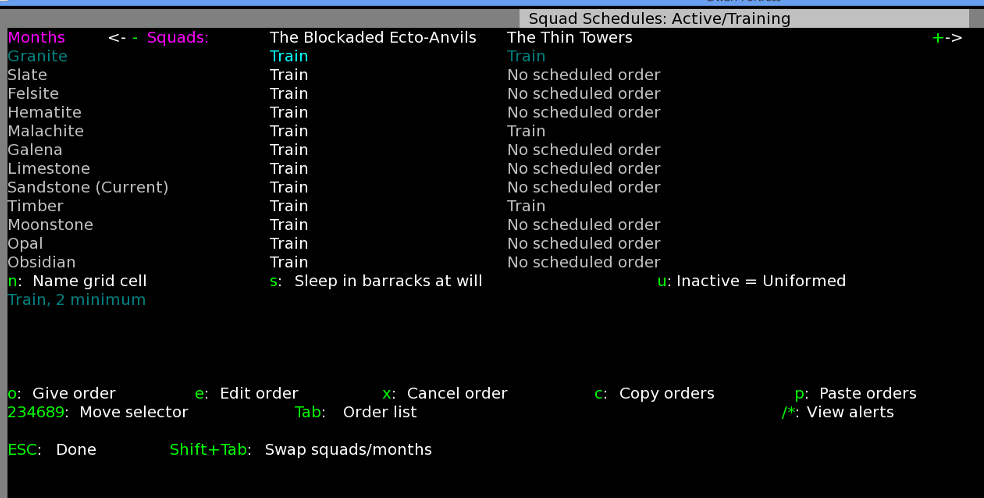 Squad Schedules: Active/Training
Months <- - Squads: The Blockaded Ecto-Anvils The Thin Towers +->
Granite Train Train
Slate Train No scheduled order
Felsite Train No scheduled order
Hematite Train No scheduled order
Malachite Train Train
Galena Train No scheduled order
Limestone Train No scheduled order
Sandstone (Current) Train No scheduled order
Timber Train Train
Moonstone Train No scheduled order
Opal Train No scheduled order
Obsidian Train No scheduled order
n: Name grid cell s: Sleep in barracks at will u: Inactive = Uniformed
Train, 2 minimum
o: Give order e: Edit order x: Cancel order c: Copy orders p: Paste orders
234689: Move selector Tab: Order list /*: View alerts
ESC: Done Shift+Tab: Swap squads/months